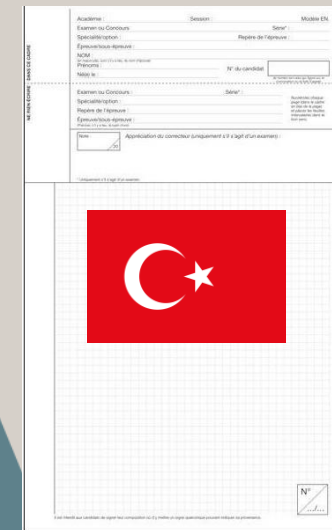 Académie : Session : Modèle EN.
Examen ou Concours Série* :
Spécialité/option : Repère de l'épreuve :
Épreuve/sous-épreuve :
NOM :
Prénoms : N° du candidat
Né(e) le :
NE RIEN ÉCRIRE DANS CE CADRE
Examen ou Concours : Série* :
Spécialité/option :
Repère de l'épreuve :
Épreuve/sous-épreuve :
Note : Appréciation du correcteur (uniquement s'il s'agit d'un examen) :
20
* Uniquement s'il s'agit d'un examen
N°
.../...